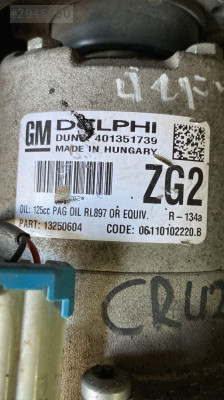 GM DELPHI
DUNS 401351739
MADE IN HUNGARY
ZG2
OIL: 125cc PAG OIL RL897 OR EQUIV. R-134a
PART: 13250604 CODE: 06110102220.B
CRUZ